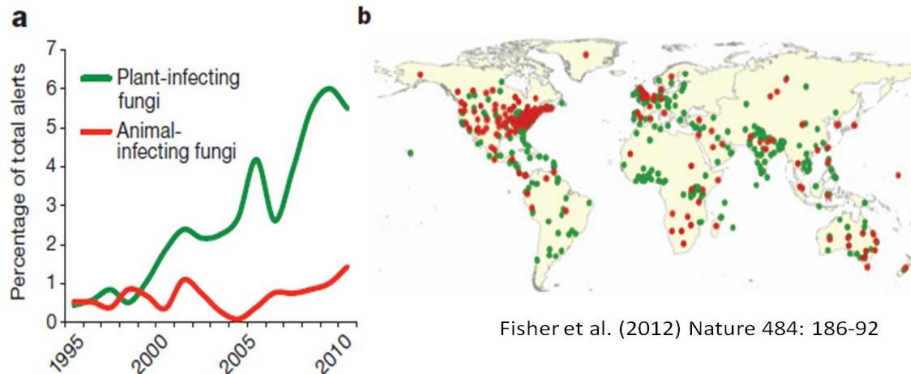 a
b
Percentage of total alerts
7
6
5
4
3
2
1
0
Plant-infecting
fungi
Animal-
infecting fungi
1995
2000
2005
2010
Fisher et al. (2012) Nature 484: 186-92